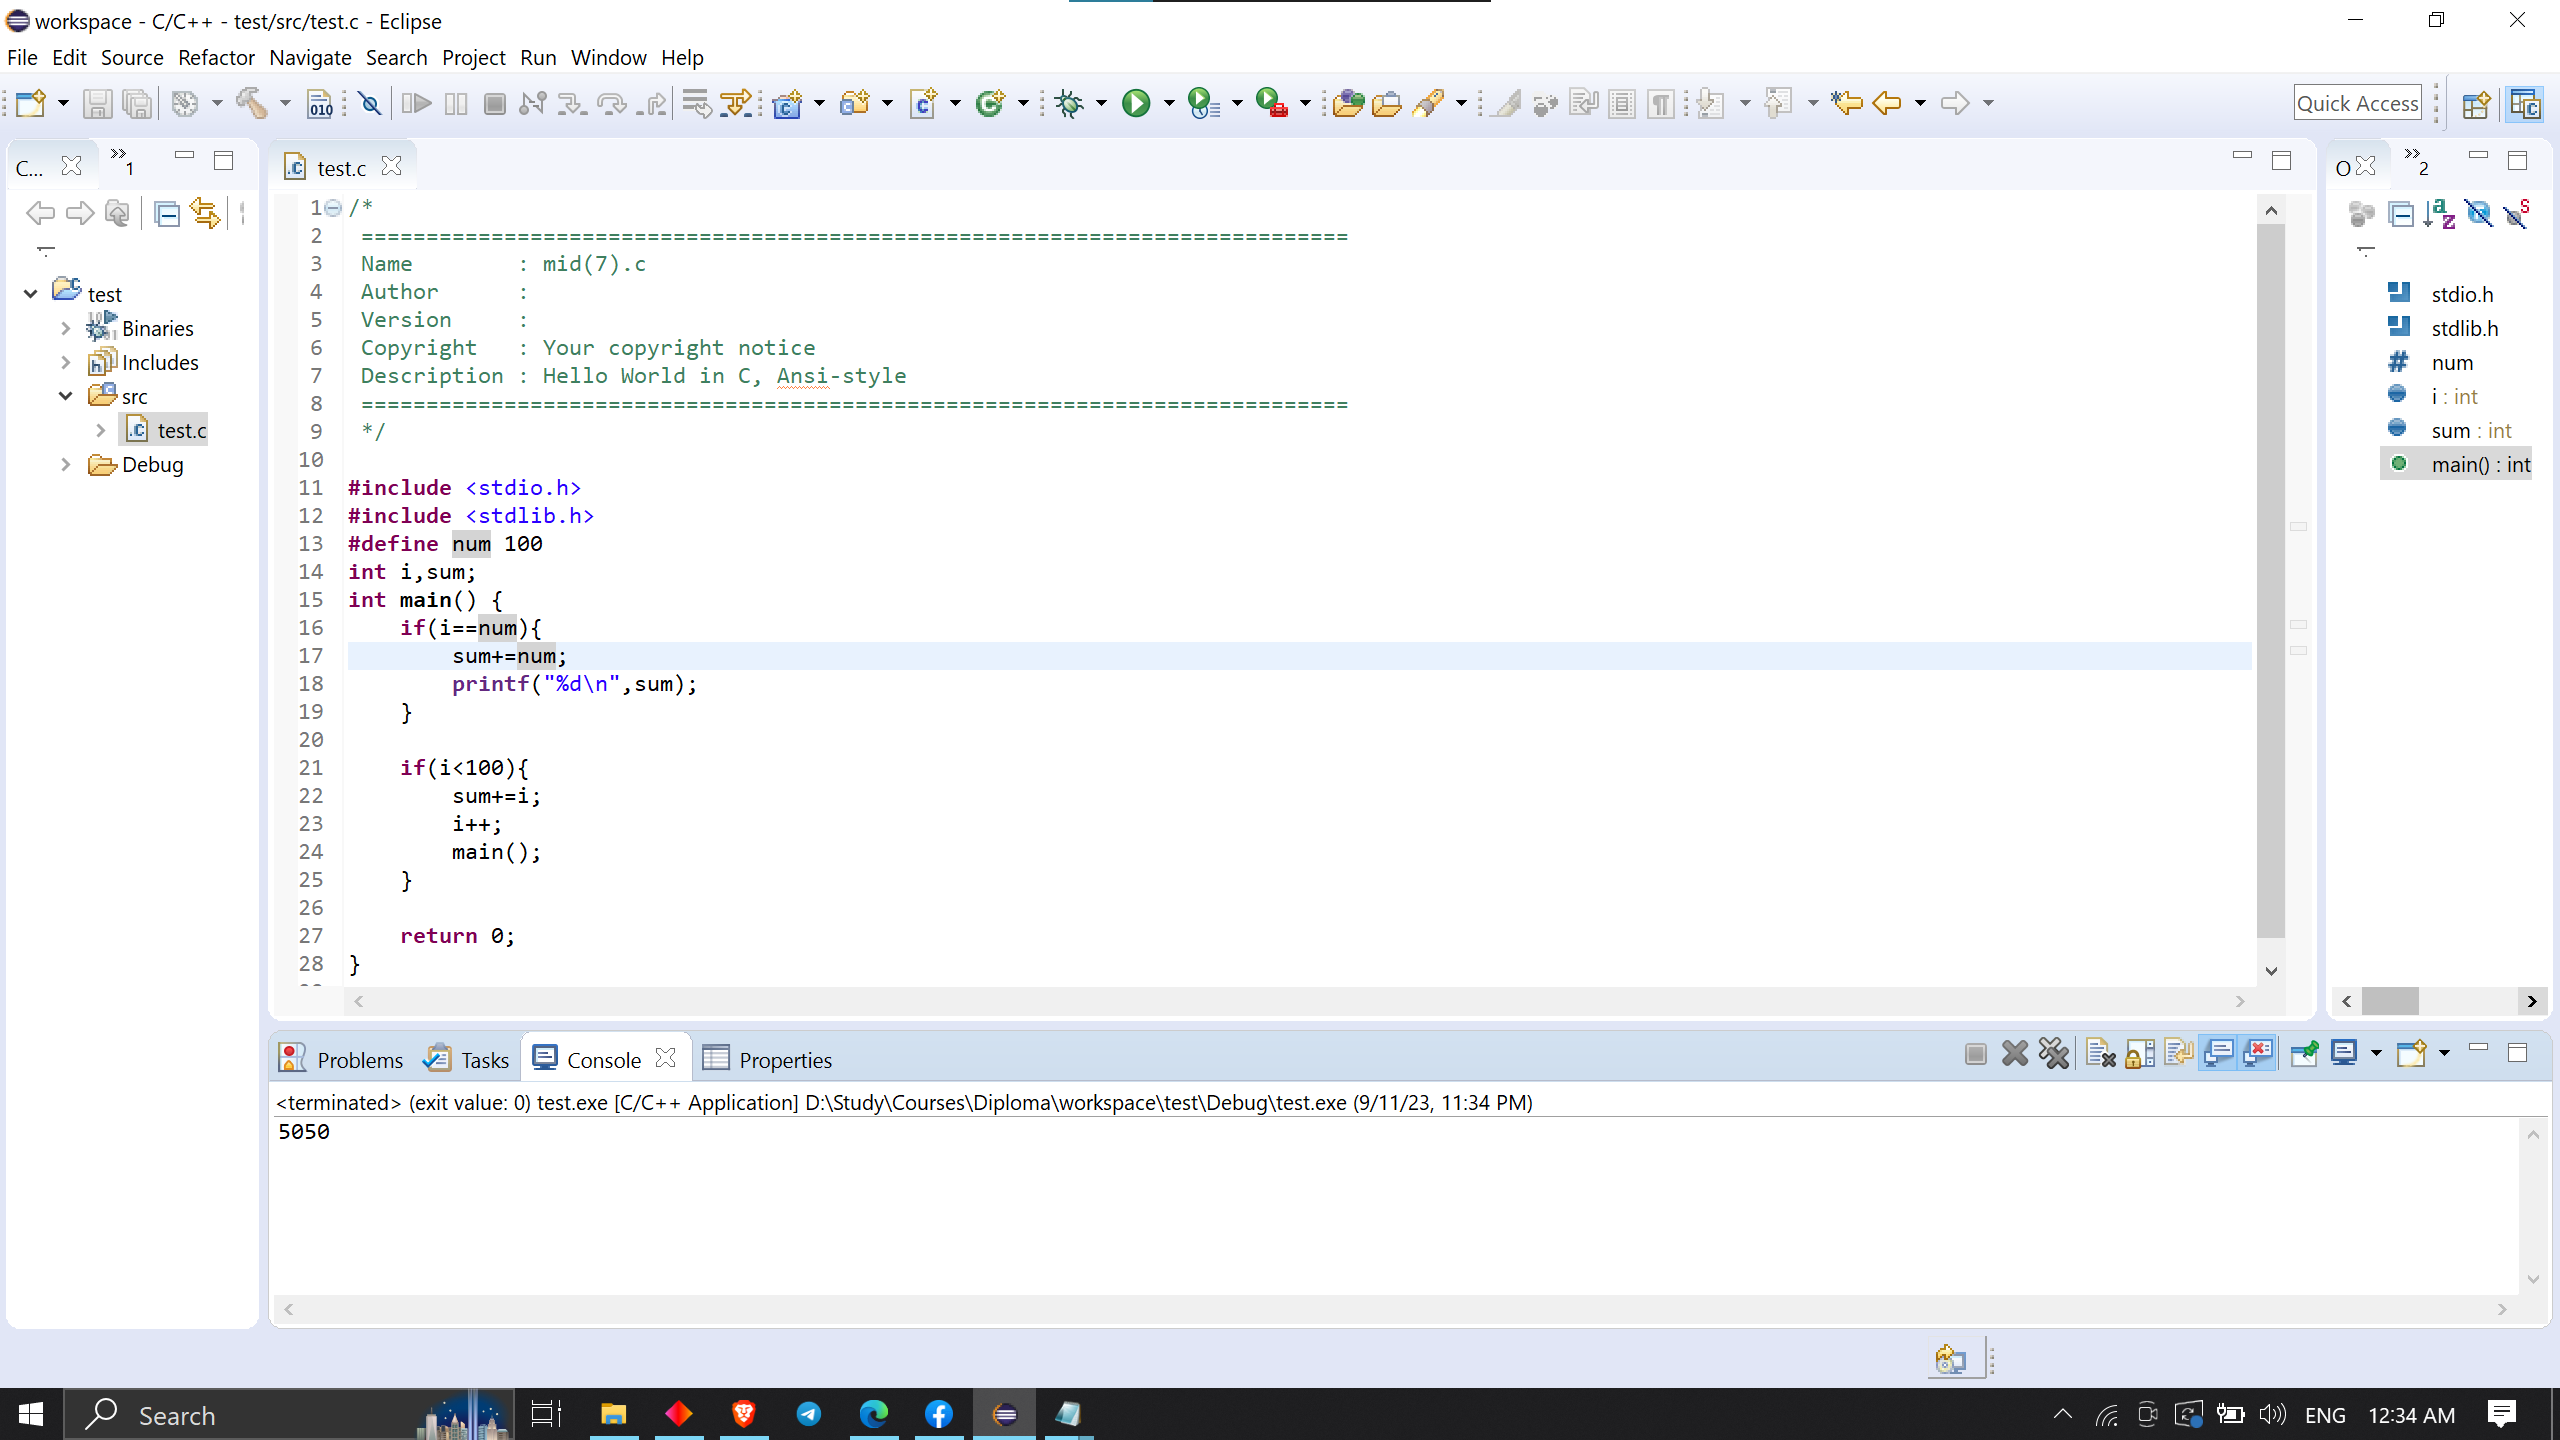 workspace - C/C++ - test/src/test.c - Eclipse
File Edit Source Refactor Navigate Search Project Run Window Help
010
Quick Access
C...
1
test
Binaries
Includes
src
test.c
Debug
test.c
1 /*
2 ============================================================================
3 Name        : mid(7).c
4 Author      :
5 Version     :
6 Copyright   : Your copyright notice
7 Description : Hello World in C, Ansi-style
8 ============================================================================
9 */
10
11 #include <stdio.h>
12 #include <stdlib.h>
13 #define num 100
14 int i,sum;
15 int main() {
16     if(i==num){
17         sum+=num;
18         printf("%d\n",sum);
19     }
20
21     if(i<100){
22         sum+=i;
23         i++;
24         main();
25     }
26
27     return 0;
28 }
O
2
stdio.h
stdlib.h
num
i : int
sum : int
main() : int
Problems Tasks Console Properties
<terminated> (exit value: 0) test.exe [C/C++ Application] D:\Study\Courses\Diploma\workspace\test\Debug\test.exe (9/11/23, 11:34 PM)
5050
Search
ENG 12:34 AM